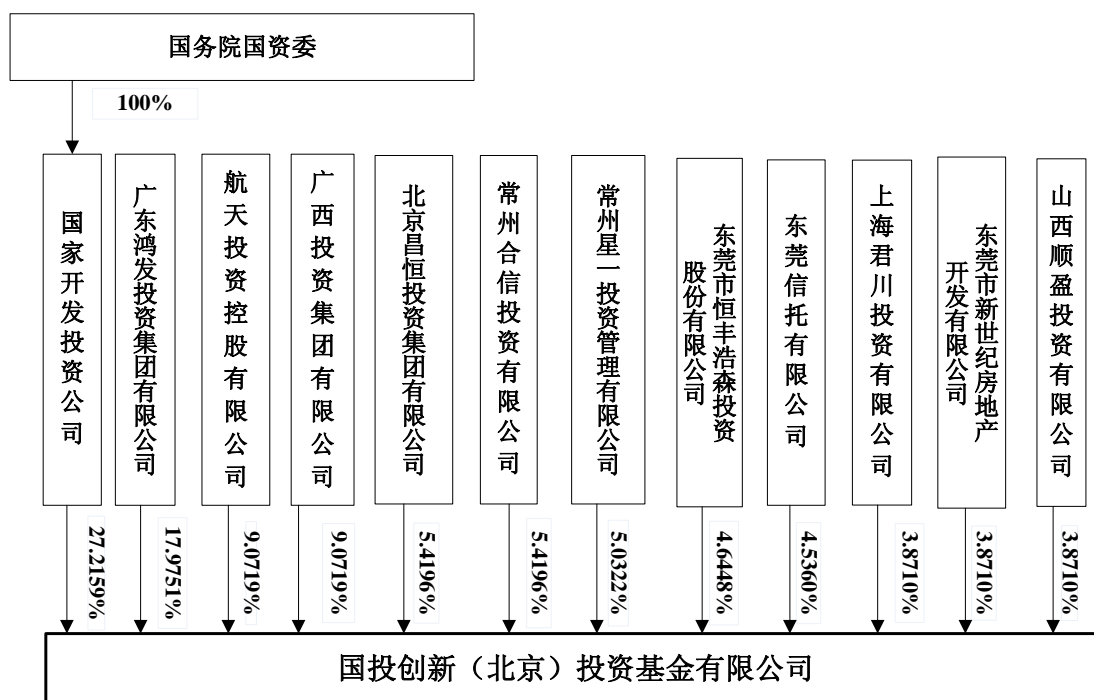 国务院国资委
100%
国家开发投资公司
广东鸿发投资集团有限公司
航天投资控股有限公司
广西投资集团有限公司
北京昌恒投资集团有限公司
常州合信投资有限公司
常州星一投资管理有限公司
东莞市恒丰浩森投资
股份有限公司
东莞信托有限公司
上海君川投资有限公司
东莞市新世纪房地产
开发有限公司
山西顺盈投资有限公司
27.2159%
17.9751%
9.0719%
9.0719%
5.4196%
5.4196%
5.0322%
4.6448%
4.5360%
3.8710%
3.8710%
3.8710%
国投创新（北京）投资基金有限公司